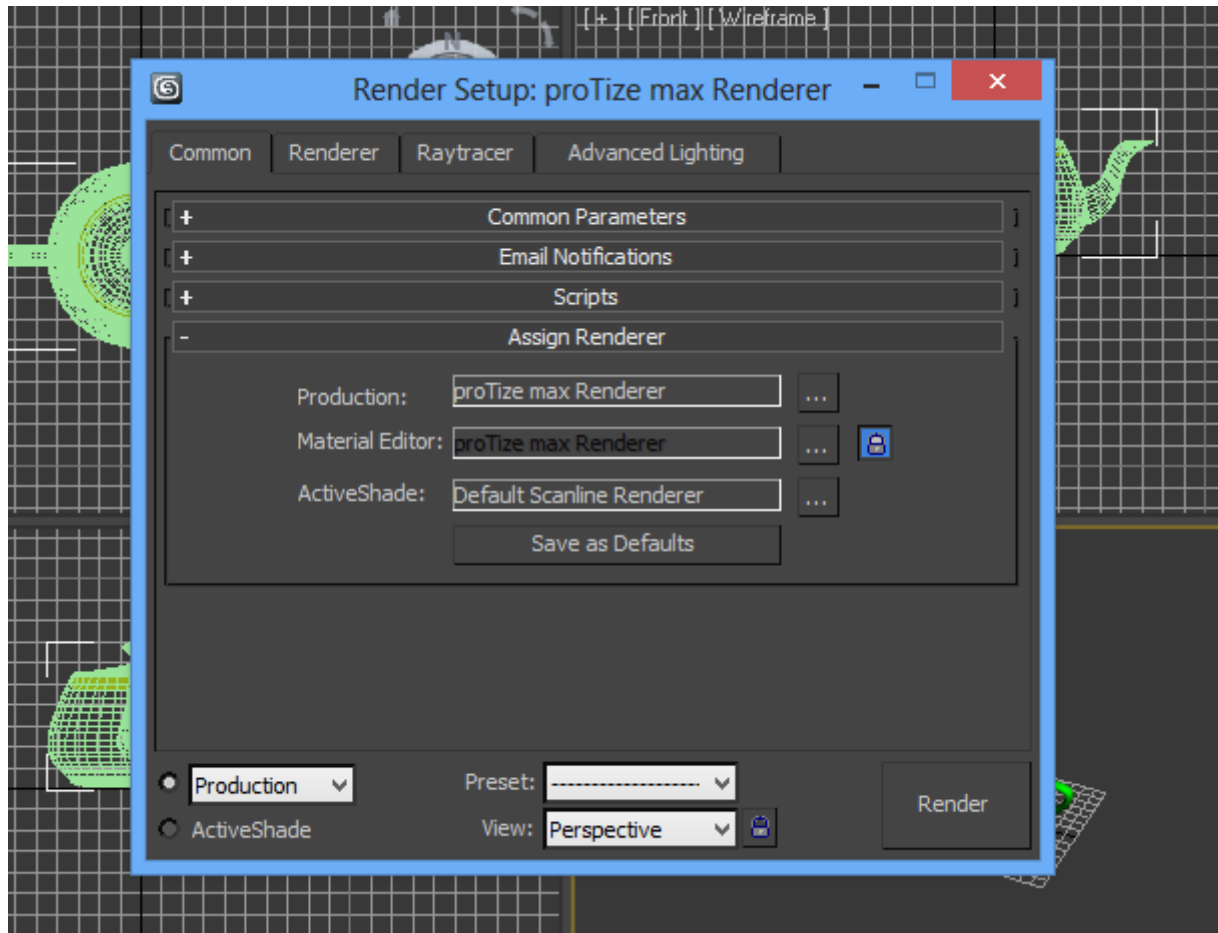 [ + ] [ Front ] [ Wireframe ]
N
Render Setup: proTize max Renderer
Common Renderer Raytracer Advanced Lighting
+ Common Parameters
+ Email Notifications
+ Scripts
- Assign Renderer
Production: proTize max Renderer ...
Material Editor: proTize max Renderer ...
ActiveShade: Default Scanline Renderer ...
Save as Defaults
Production Preset: --------------------
Render
ActiveShade View: Perspective